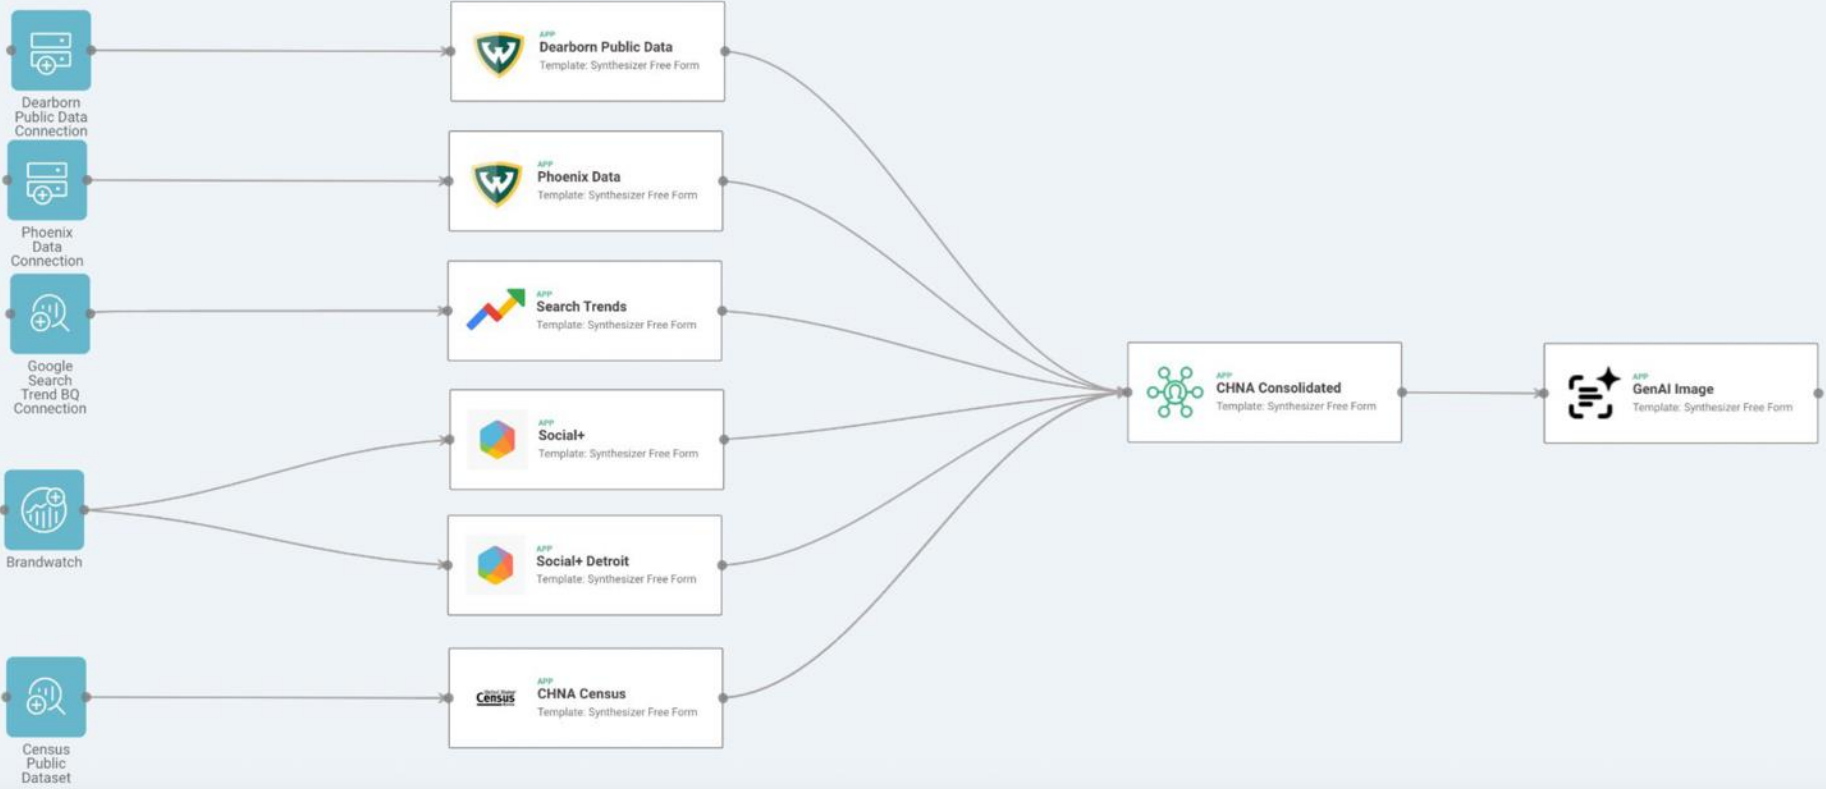 Dearborn
Public Data
Connection
APP
Dearborn Public Data
Template: Synthesizer Free Form
Phoenix
Data
Connection
APP
Phoenix Data
Template: Synthesizer Free Form
Google
Search
Trend BQ
Connection
APP
Search Trends
Template: Synthesizer Free Form
Brandwatch
APP
Social+
Template: Synthesizer Free Form
APP
Social+ Detroit
Template: Synthesizer Free Form
Census
Public
Dataset
Census
APP
CHNA Census
Template: Synthesizer Free Form
APP
CHNA Consolidated
Template: Synthesizer Free Form
APP
GenAI Image
Template: Synthesizer Free Form